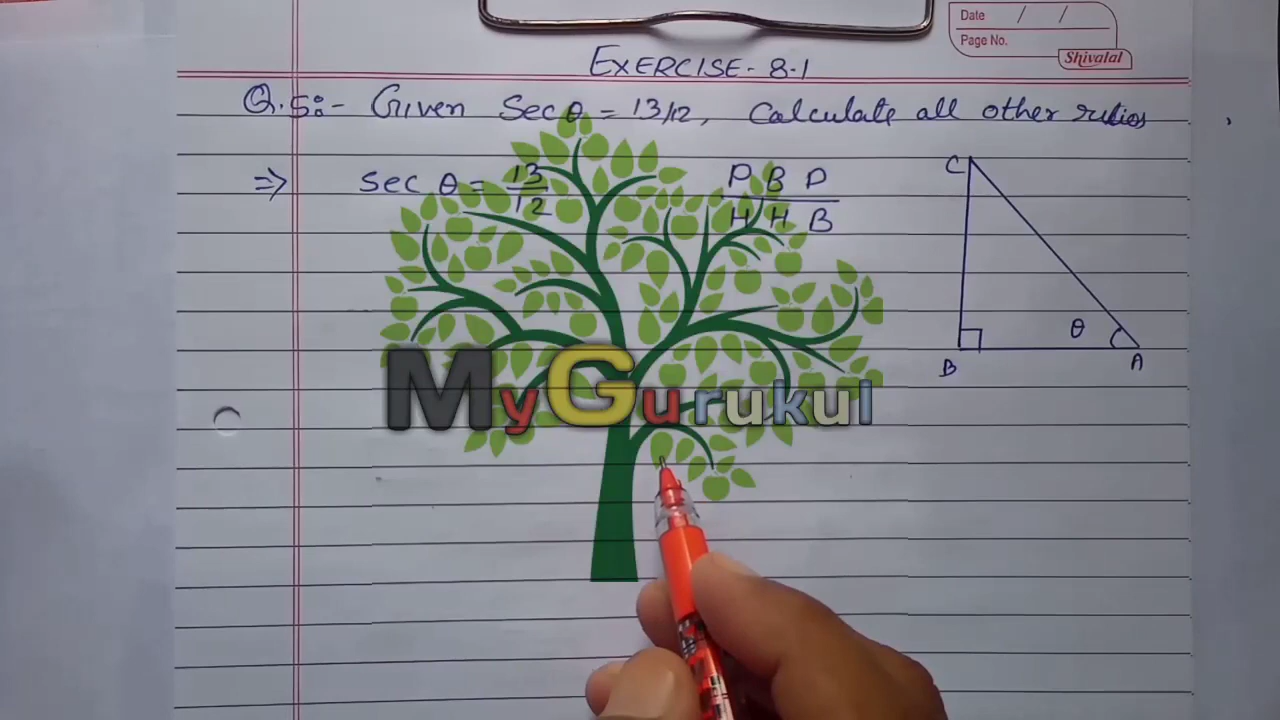 Date / /
Page No.
Shivalal
EXERCISE - 8.1
Q.5:- Given Sec θ = 13/12, Calculate all other ratios
⇒ Sec θ = 13/12
P B P
H H B
C
θ
B A
MyGurukul